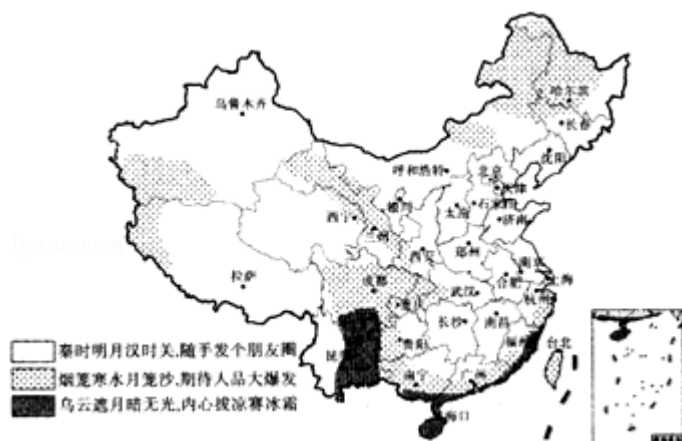 乌鲁木齐
哈尔滨
长春
沈阳
呼和浩特
北京
天津
石家庄
太原
济南
银川
西宁
兰州
西安
郑州
拉萨
成都
重庆
武汉
合肥
南京
上海
杭州
长沙
南昌
贵阳
福州
台北
昆
南宁
广州
海口
秦时明月汉时关,随手发个朋友圈
烟笼寒水月笼沙,期待人品大爆发
乌云遮月暗无光,内心拔凉赛冰霜